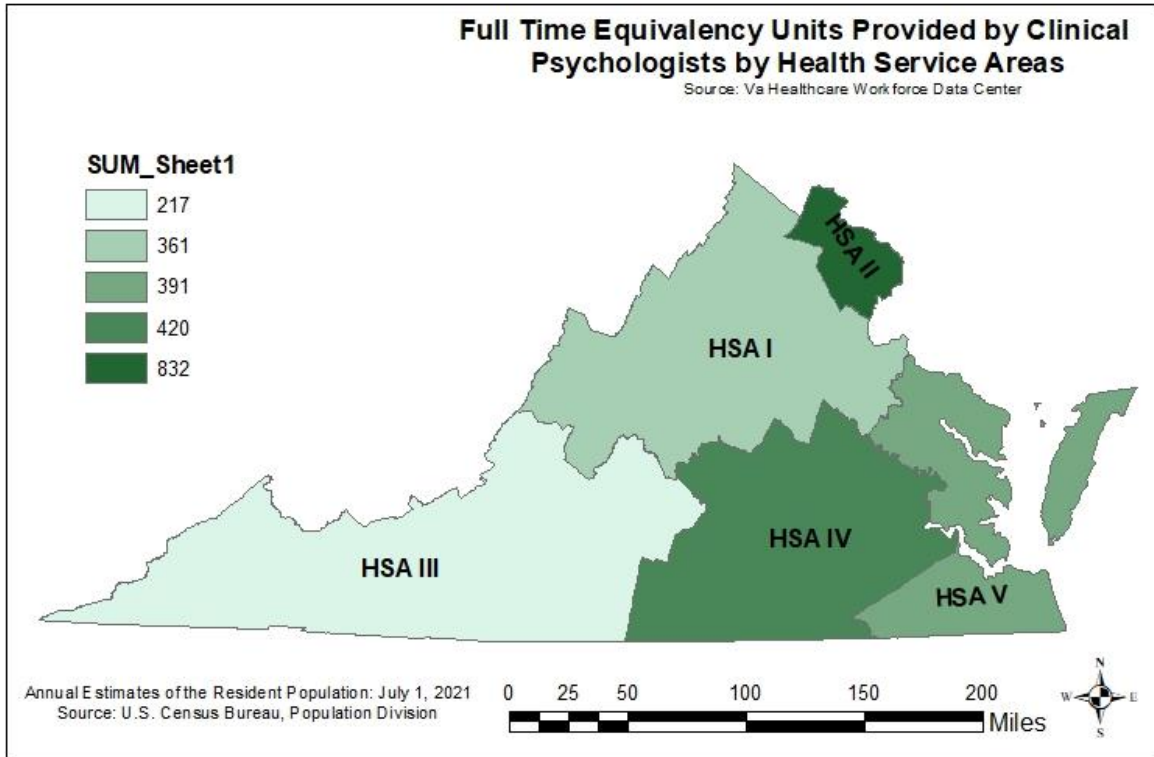 Full Time Equivalency Units Provided by Clinical
Psychologists by Health Service Areas
Source: Va Healthcare Workforce Data Center
SUM_Sheet1
217
361
391
420
832
HSA II
HSA I
HSA IV
HSA III
HSA V
Annual Estimates of the Resident Population: July 1, 2021
Source: U.S. Census Bureau, Population Division
0 25 50 100 150 200
Miles
N
W E
S